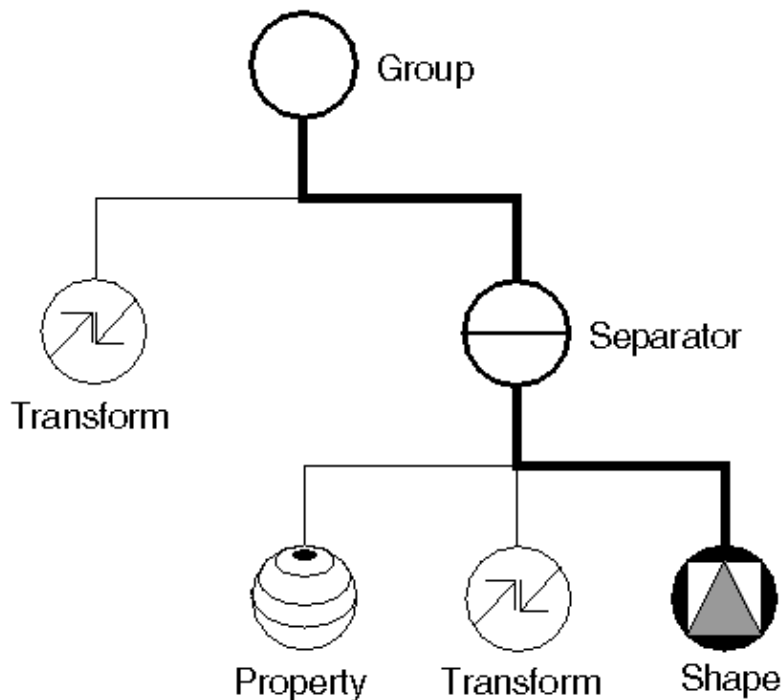 Group
Separator
Transform
Property
Transform
Shape